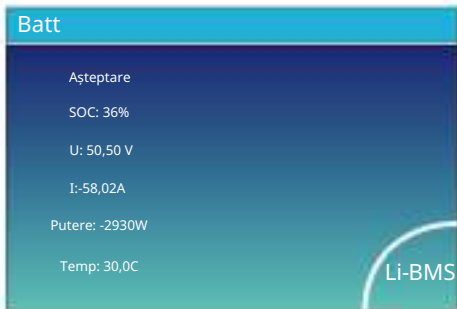 Batt
Așteptare
SOC: 36%
U: 50,50 V
I:-58,02A
Putere: -2930W
Temp: 30,0C
Li-BMS